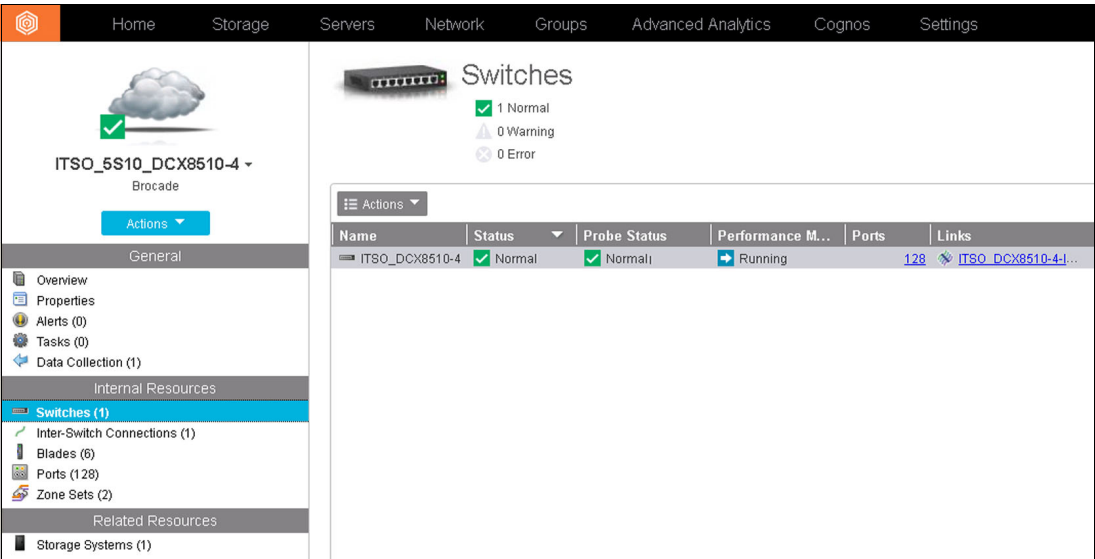 Home Storage Servers Network Groups Advanced Analytics Cognos Settings
ITSO_5S10_DCX8510-4
Brocade
Actions
General
Overview
Properties
Alerts (0)
Tasks (0)
Data Collection (1)
Internal Resources
Switches (1)
Inter-Switch Connections (1)
Blades (6)
Ports (128)
Zone Sets (2)
Related Resources
Storage Systems (1)
Switches
1 Normal
0 Warning
0 Error
Actions
Name Status Probe Status Performance M... Ports Links
ITSO_DCX8510-4 Normal Normal Running 128 ITSO_DCX8510-4-I...